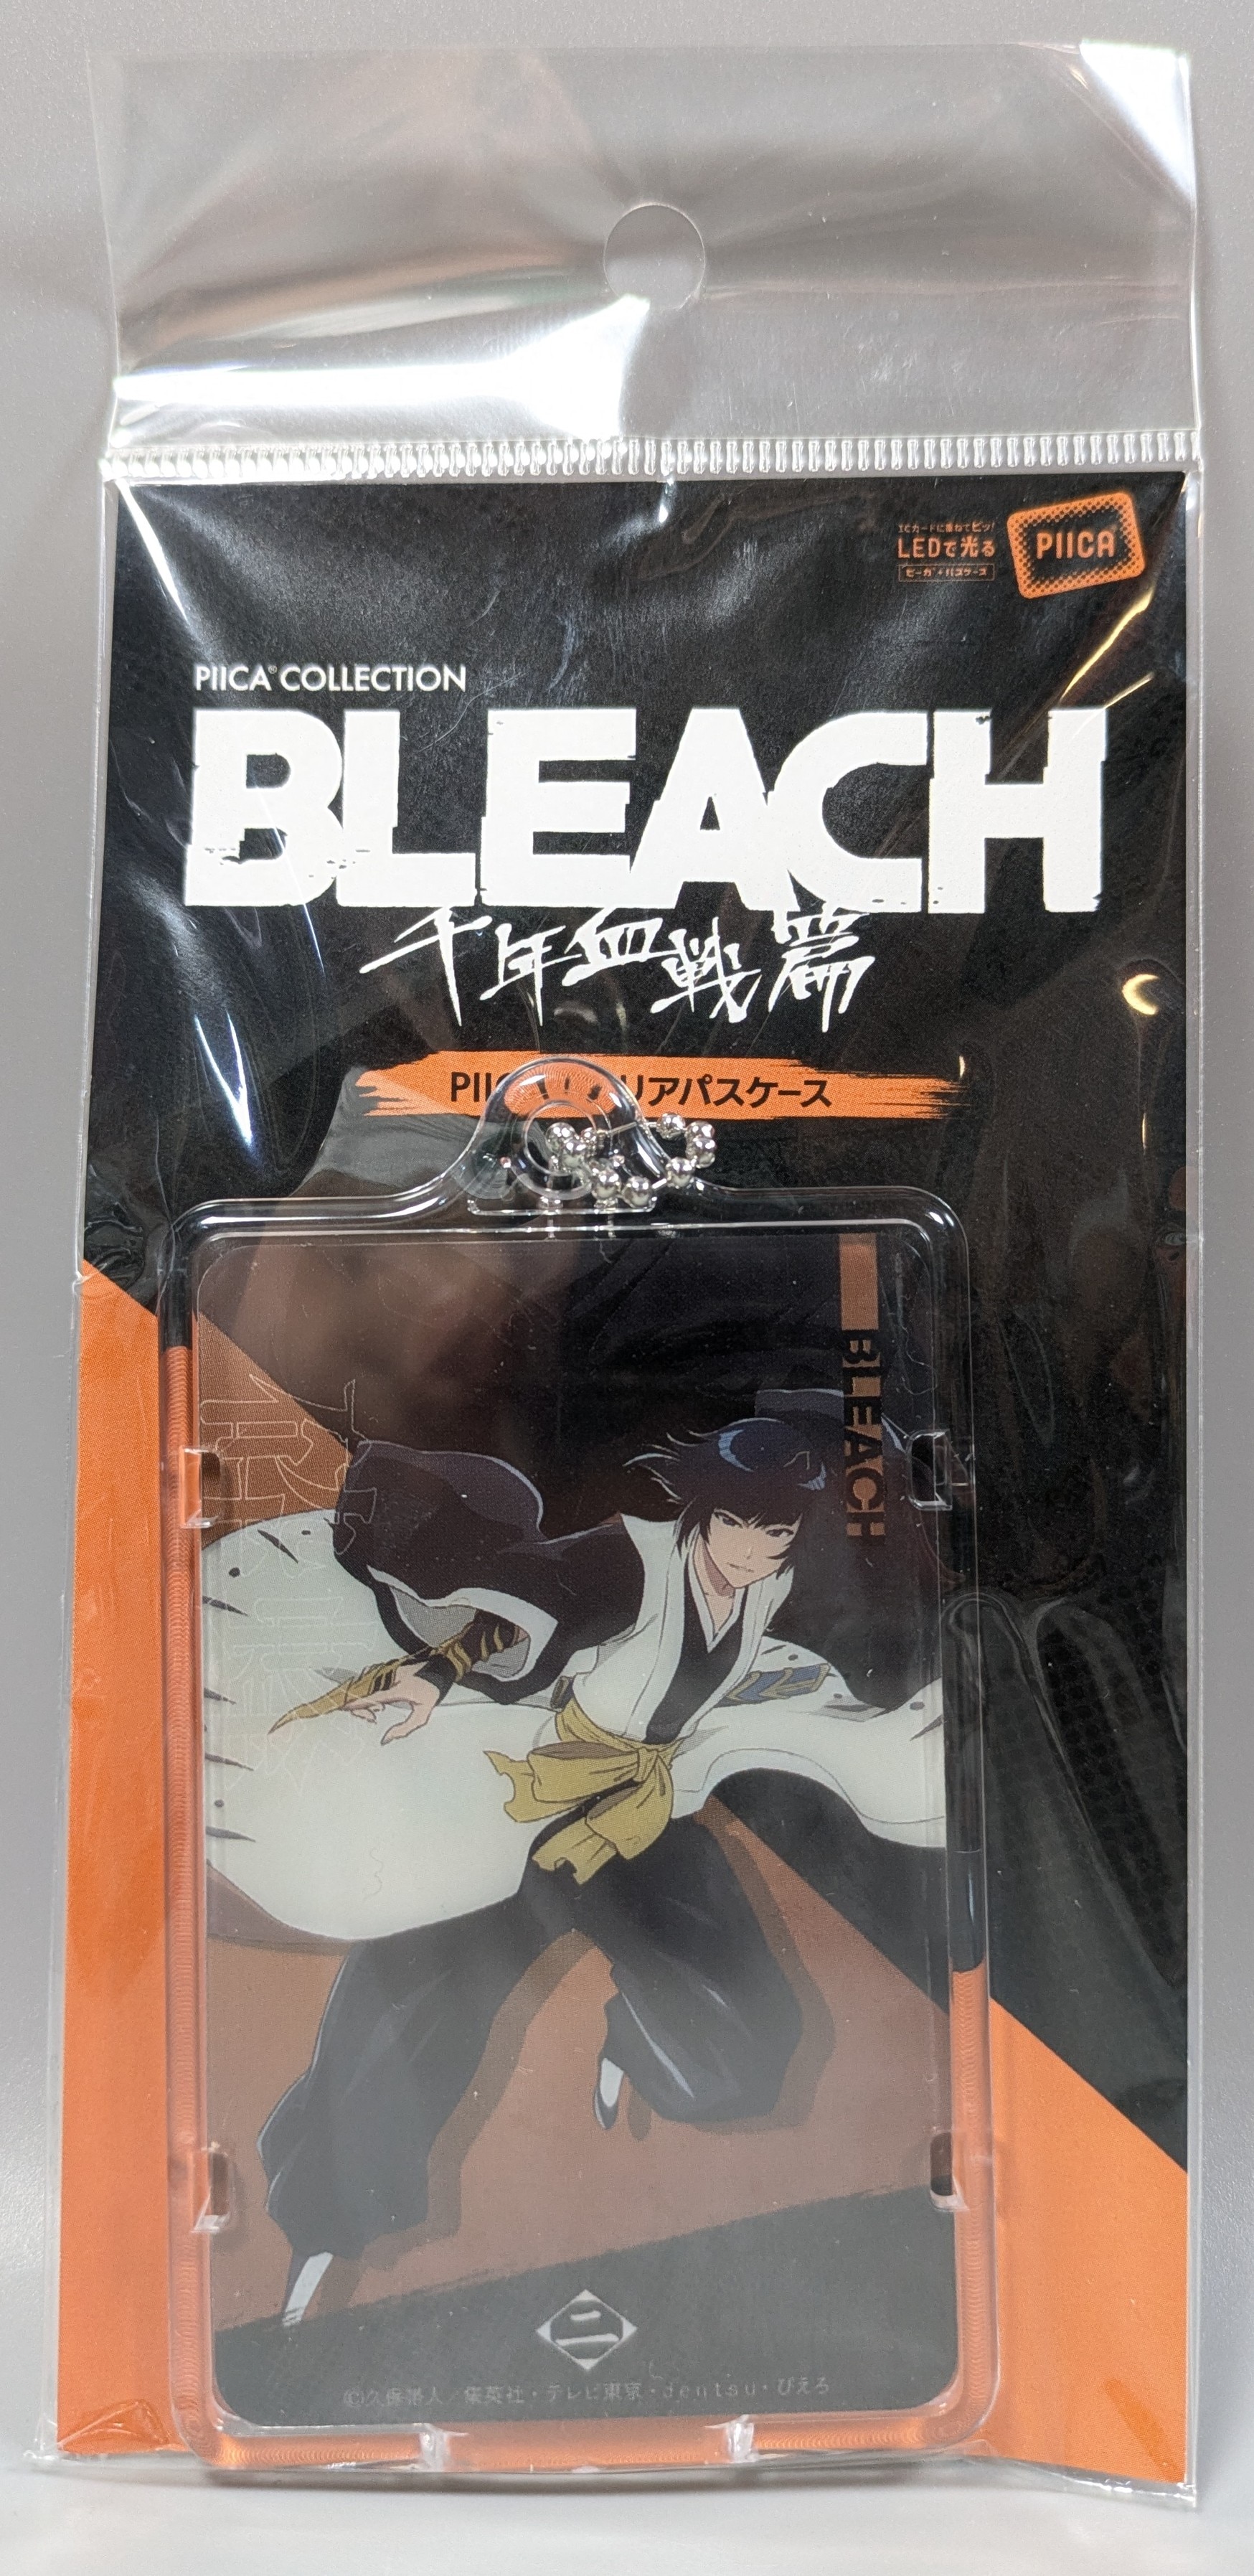 ICカードに重ねてピッ!
LEDで光る
ピーカ+パスケース
PIICA
PIICA® COLLECTION
BLEACH
千年血戦篇
リアパスケース
BLEACH
砕蜂
二
©久保帯人/集英社・テレビ東京・dentsu・ぴえろ